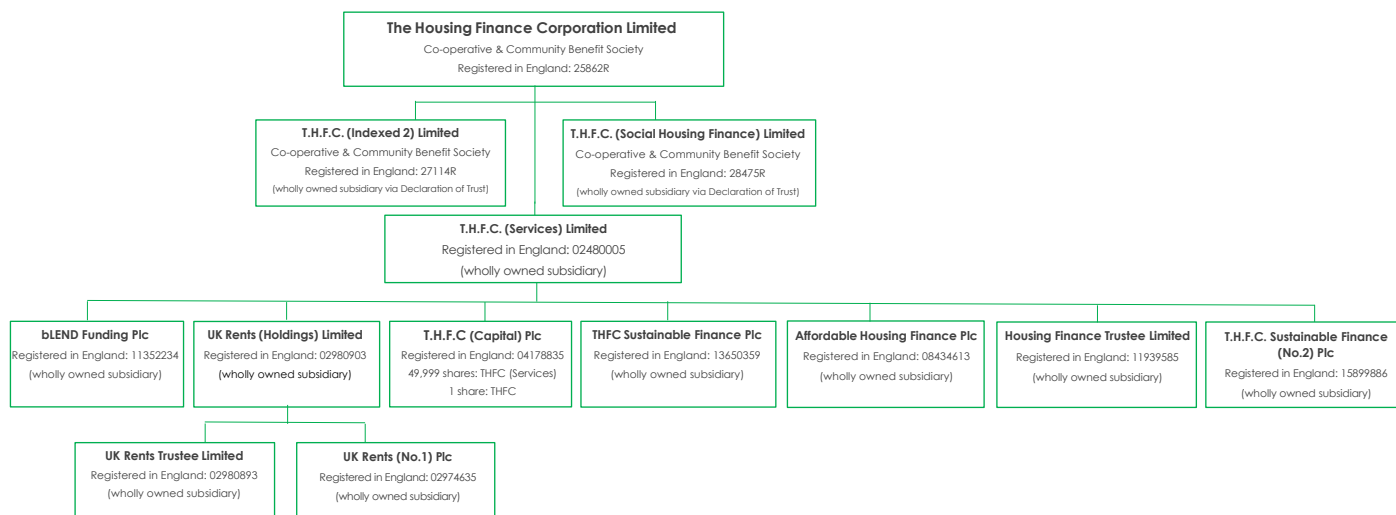 The Housing Finance Corporation Limited
Co-operative & Community Benefit Society
Registered in England: 25862R
T.H.F.C. (Indexed 2) Limited
Co-operative & Community Benefit Society
Registered in England: 27114R
(wholly owned subsidiary via Declaration of Trust)
T.H.F.C. (Social Housing Finance) Limited
Co-operative & Community Benefit Society
Registered in England: 28475R
(wholly owned subsidiary via Declaration of Trust)
T.H.F.C. (Services) Limited
Registered in England: 02480005
(wholly owned subsidiary)
bLEND Funding Plc
Registered in England: 11352234
(wholly owned subsidiary)
UK Rents (Holdings) Limited
Registered in England: 02980903
(wholly owned subsidiary)
T.H.F.C (Capital) Plc
Registered in England: 04178835
49,999 shares: THFC (Services)
1 share: THFC
THFC Sustainable Finance Plc
Registered in England: 13650359
(wholly owned subsidiary)
Affordable Housing Finance Plc
Registered in England: 08434613
(wholly owned subsidiary)
Housing Finance Trustee Limited
Registered in England: 11939585
(wholly owned subsidiary)
T.H.F.C. Sustainable Finance
(No.2) Plc
Registered in England: 15899886
(wholly owned subsidiary)
UK Rents Trustee Limited
Registered in England: 02980893
(wholly owned subsidiary)
UK Rents (No.1) Plc
Registered in England: 02974635
(wholly owned subsidiary)